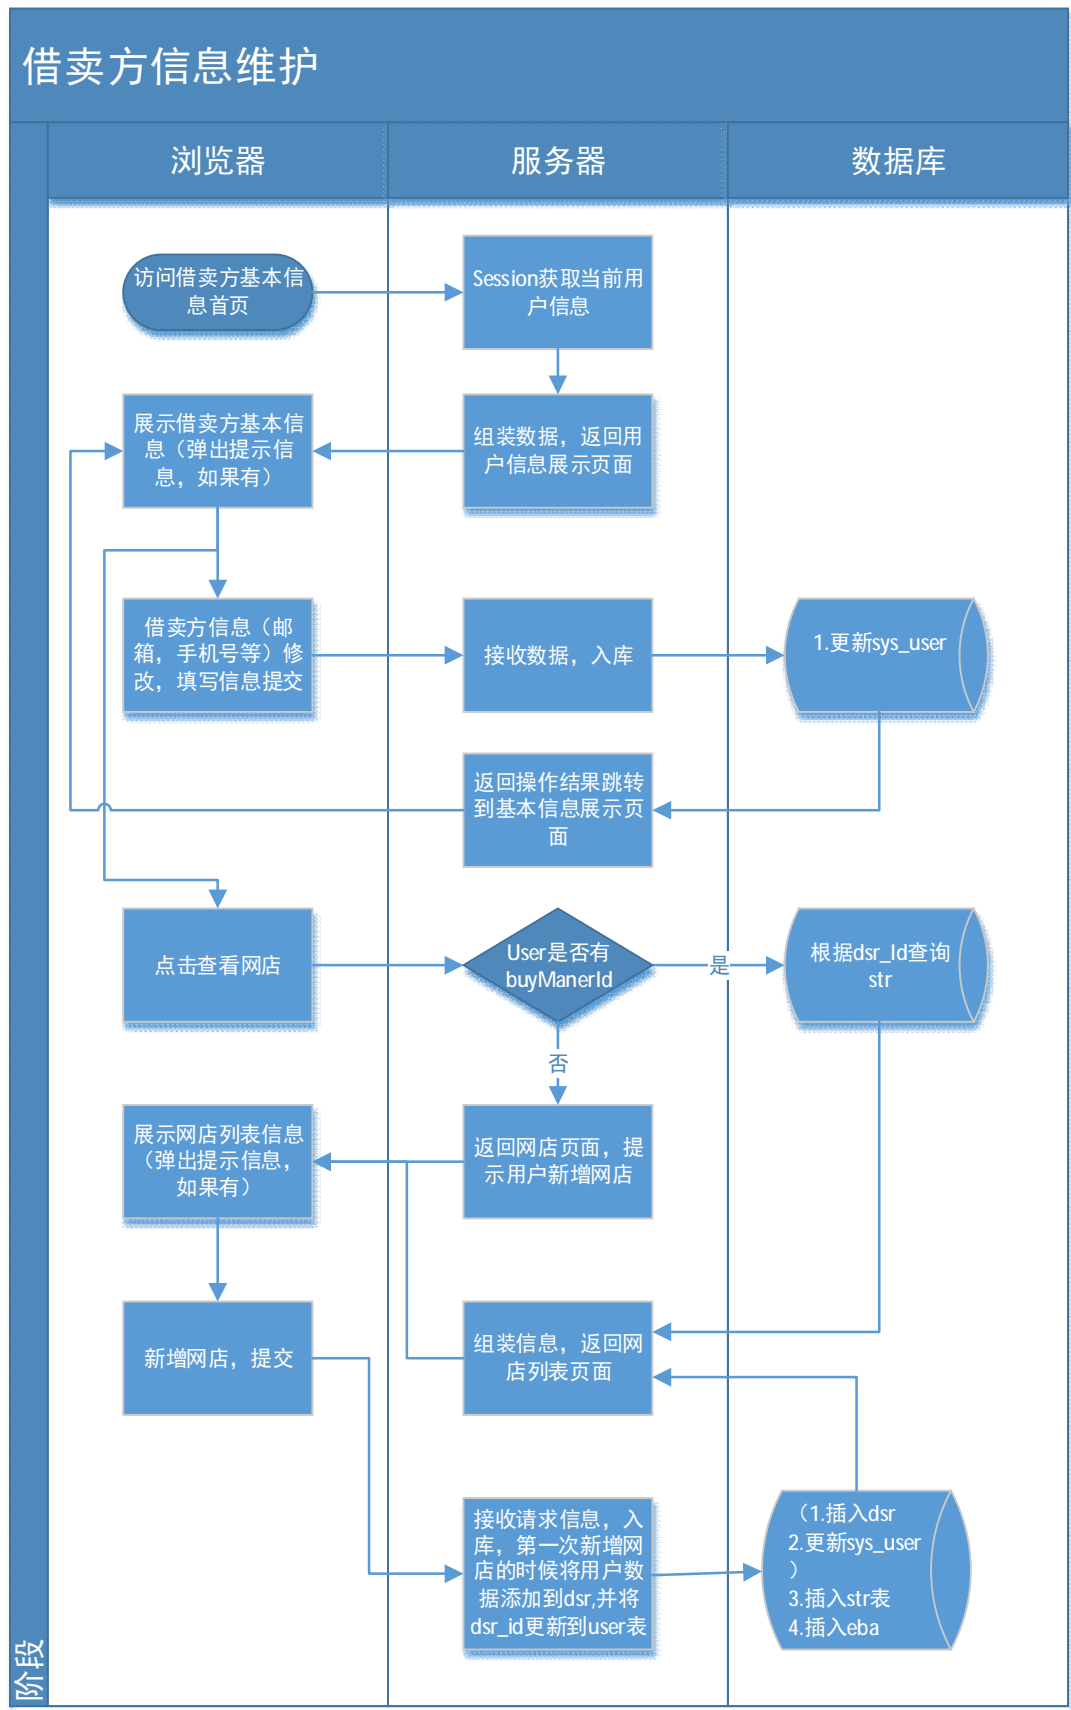 借卖方信息维护
浏览器
服务器
数据库
访问借卖方基本信
息首页
Session获取当前用
户信息
展示借卖方基本信
息（弹出提示信
息，如果有）
组装数据，返回用
户信息展示页面
借卖方信息（邮
箱，手机号等）修
改，填写信息提交
接收数据，入库
1.更新sys_user
返回操作结果跳转
到基本信息展示页
面
点击查看网店
User是否有
buyManerId
是
根据dsr_Id查询
str
否
展示网店列表信息
（弹出提示信息，
如果有）
返回网店页面，提
示用户新增网店
新增网店，提交
组装信息，返回网
店列表页面
接收请求信息，入
库，第一次新增网
店的时候将用户数
据添加到dsr,并将
dsr_id更新到user表
（1.插入dsr
2.更新sys_user
）
3.插入str表
4.插入eba
阶段